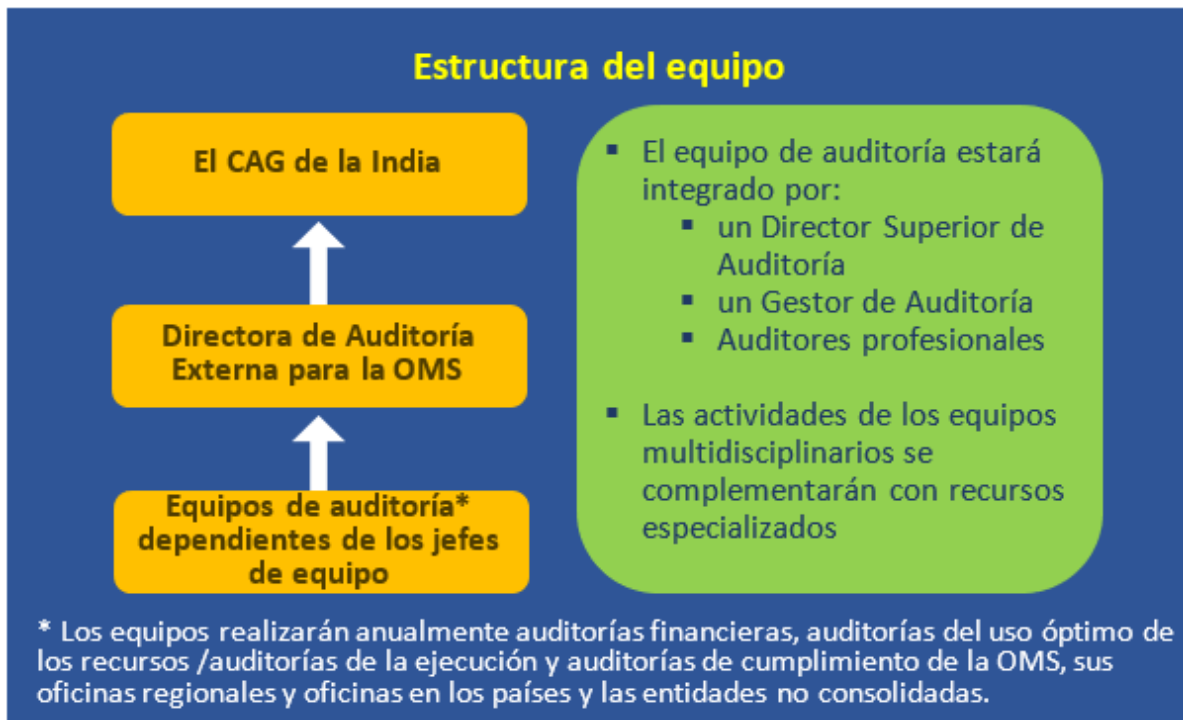 Estructura del equipo
El CAG de la India
Directora de Auditoría
Externa para la OMS
Equipos de auditoría*
dependientes de los jefes
de equipo
▪ El equipo de auditoría estará
integrado por:
▪ un Director Superior de
Auditoría
▪ un Gestor de Auditoría
▪ Auditores profesionales
▪ Las actividades de los equipos
multidisciplinarios se
complementarán con recursos
especializados
* Los equipos realizarán anualmente auditorías financieras, auditorías del uso óptimo de
los recursos /auditorías de la ejecución y auditorías de cumplimiento de la OMS, sus
oficinas regionales y oficinas en los países y las entidades no consolidadas.